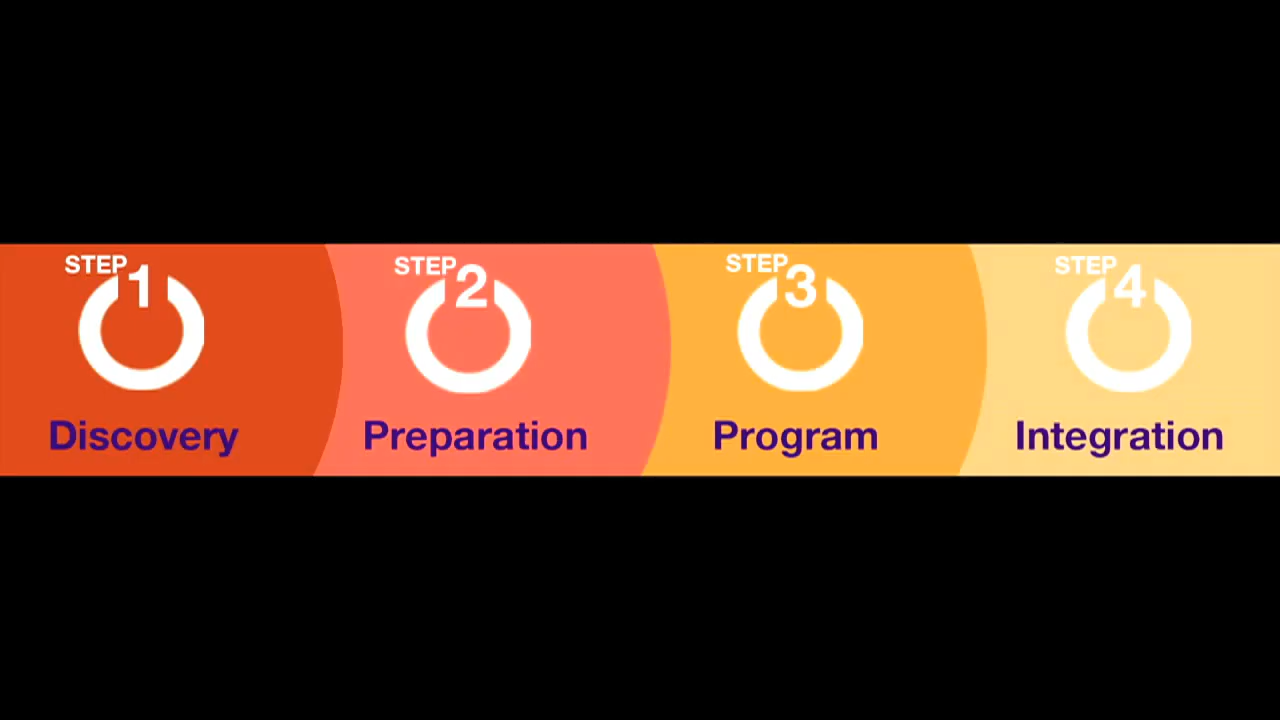 STEP 1
Discovery
STEP 2
Preparation
STEP 3
Program
STEP 4
Integration